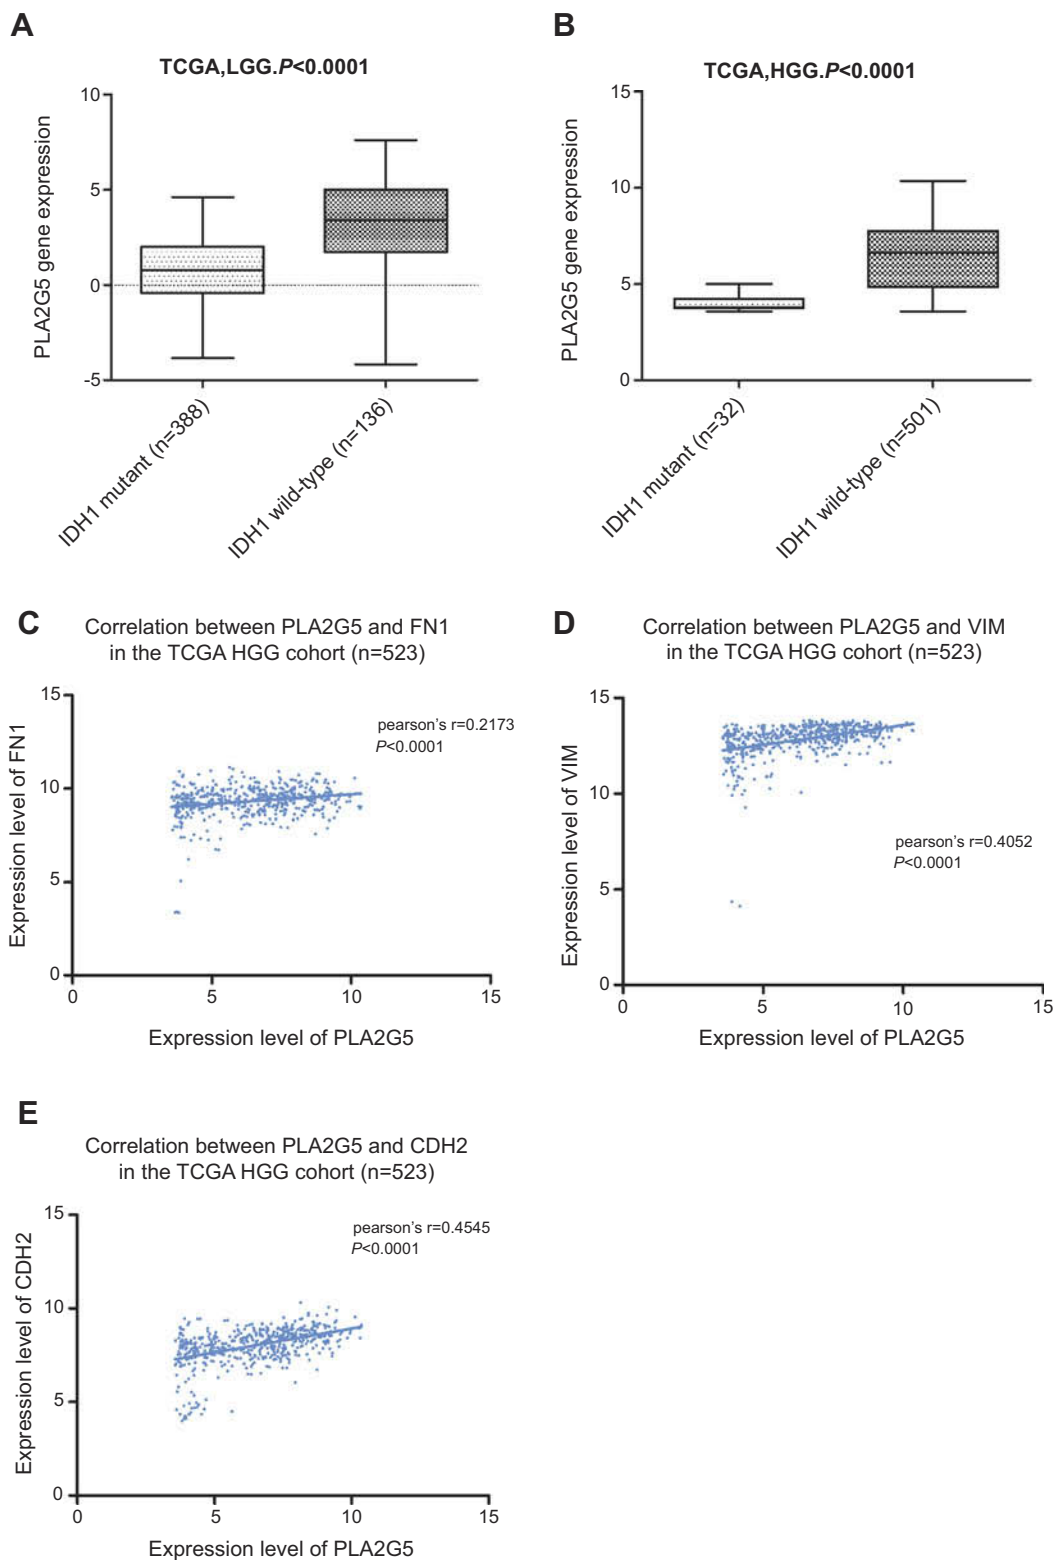 A
TCGA,LGG.P<0.0001
PLA2G5 gene expression
10
5
0
-5
IDH1 mutant (n=388)
IDH1 wild-type (n=136)
B
TCGA,HGG.P<0.0001
PLA2G5 gene expression
15
10
5
0
IDH1 mutant (n=32)
IDH1 wild-type (n=501)
C
Correlation between PLA2G5 and FN1
in the TCGA HGG cohort (n=523)
pearson's r=0.2173
P<0.0001
Expression level of FN1
15
10
5
0
0
5
10
15
Expression level of PLA2G5
D
Correlation between PLA2G5 and VIM
in the TCGA HGG cohort (n=523)
pearson's r=0.4052
P<0.0001
Expression level of VIM
15
10
5
0
0
5
10
15
Expression level of PLA2G5
E
Correlation between PLA2G5 and CDH2
in the TCGA HGG cohort (n=523)
pearson's r=0.4545
P<0.0001
Expression level of CDH2
15
10
5
0
0
5
10
15
Expression level of PLA2G5